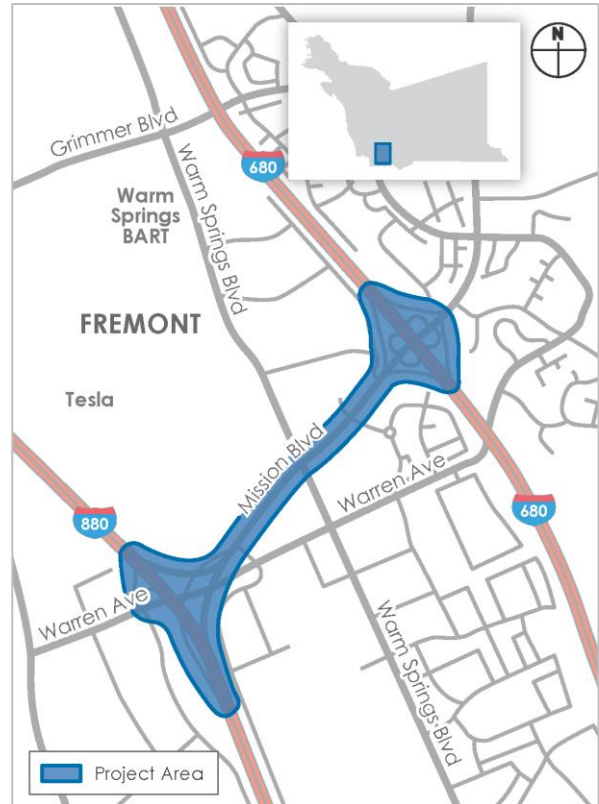 N
Grimmer Blvd
680
Warm
Springs
BART
Warm Springs Blvd
FREMONT
Tesla
Mission Blvd
Warren Ave
880
680
Warren Ave
Warm Springs Blvd
Project Area